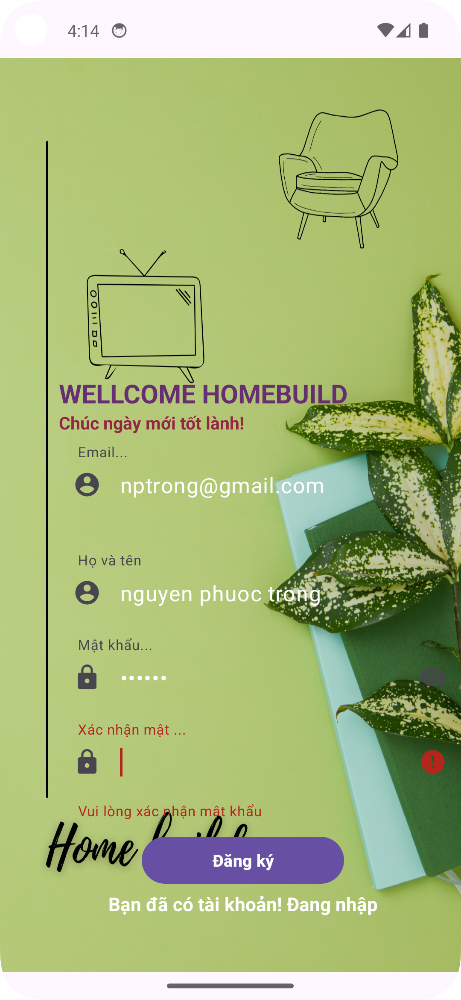 4:14
WELLCOME HOMEBUILD
Chúc ngày mới tốt lành!
Email...
nptrong@gmail.com
Họ và tên
nguyen phuoc trong
Mật khẩu...
••••••
Xác nhận mật ...
Vui lòng xác nhận mật khẩu
Home
Đăng ký
Bạn đã có tài khoản! Đang nhập